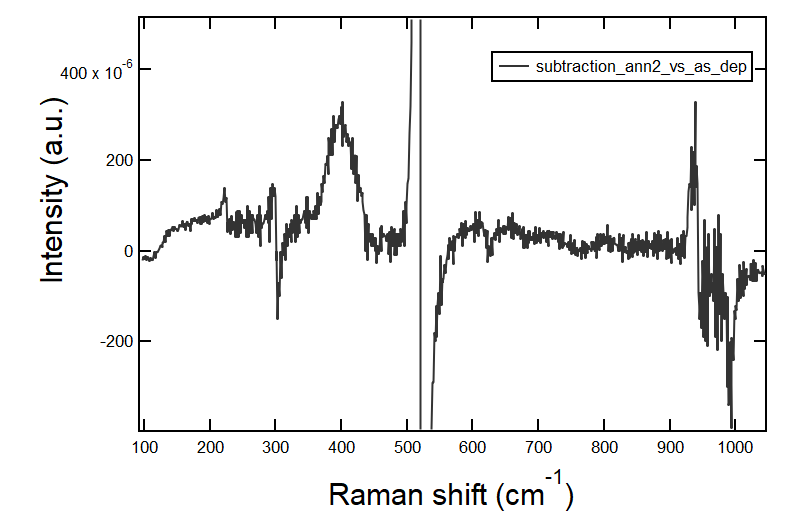 400 x 10-6
subtraction_ann2_vs_as_dep
200
0
-200
Intensity (a.u.)
100 200 300 400 500 600 700 800 900 1000
Raman shift (cm-1)